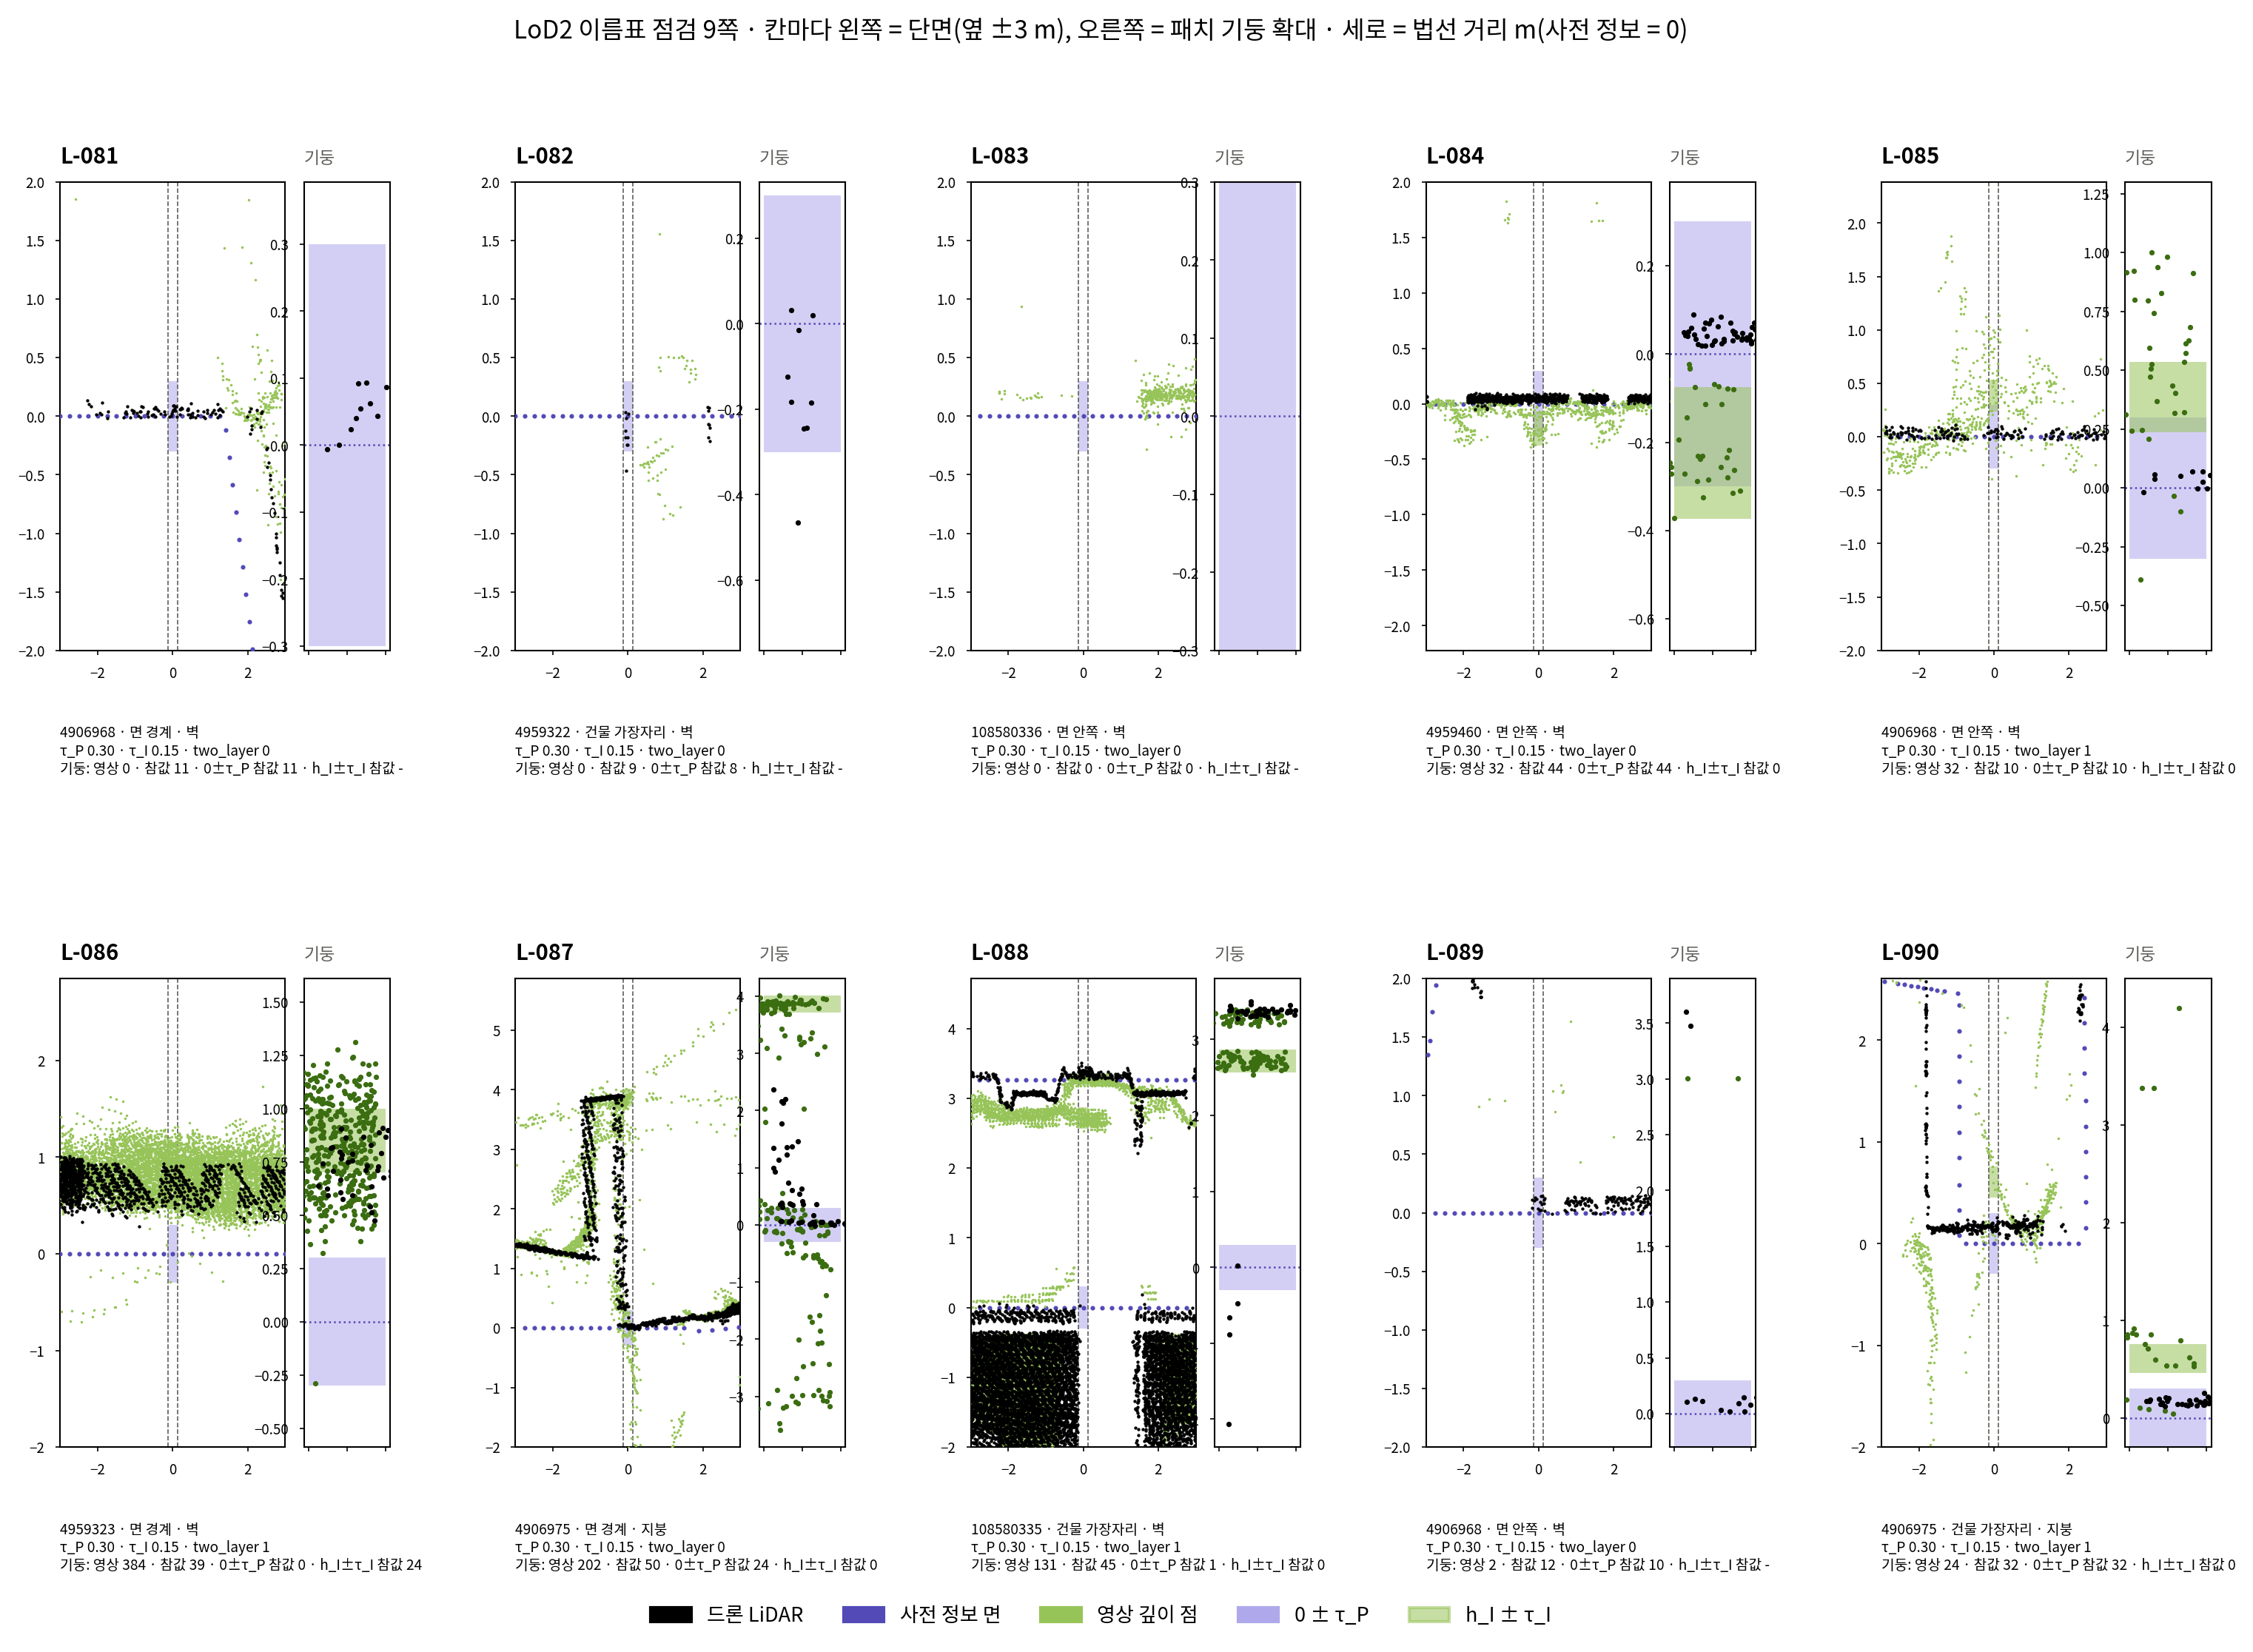 LoD2 이름표 점검 9쪽 · 칸마다 왼쪽 = 단면(옆 ±3 m), 오른쪽 = 패치 기둥 확대 · 세로 = 법선 거리 m(사전 정보 = 0)
L-081 기둥 L-082 기둥 L-083 기둥 L-084 기둥 L-085 기둥
4906968 · 면 경계 · 벽
τ_P 0.30 · τ_I 0.15 · two_layer 0
기둥: 영상 0 · 참값 11 · 0±τ_P 참값 11 · h_I±τ_I 참값 -
4959322 · 건물 가장자리 · 벽
τ_P 0.30 · τ_I 0.15 · two_layer 0
기둥: 영상 0 · 참값 9 · 0±τ_P 참값 8 · h_I±τ_I 참값 -
108580336 · 면 안쪽 · 벽
τ_P 0.30 · τ_I 0.15 · two_layer 0
기둥: 영상 0 · 참값 0 · 0±τ_P 참값 0 · h_I±τ_I 참값 -
4959460 · 면 안쪽 · 벽
τ_P 0.30 · τ_I 0.15 · two_layer 0
기둥: 영상 32 · 참값 44 · 0±τ_P 참값 44 · h_I±τ_I 참값 0
4906968 · 면 안쪽 · 벽
τ_P 0.30 · τ_I 0.15 · two_layer 1
기둥: 영상 32 · 참값 10 · 0±τ_P 참값 10 · h_I±τ_I 참값 0
L-086 기둥 L-087 기둥 L-088 기둥 L-089 기둥 L-090 기둥
4959323 · 면 경계 · 벽
τ_P 0.30 · τ_I 0.15 · two_layer 1
기둥: 영상 384 · 참값 39 · 0±τ_P 참값 0 · h_I±τ_I 참값 24
4906975 · 면 경계 · 지붕
τ_P 0.30 · τ_I 0.15 · two_layer 0
기둥: 영상 202 · 참값 50 · 0±τ_P 참값 24 · h_I±τ_I 참값 0
108580335 · 건물 가장자리 · 벽
τ_P 0.30 · τ_I 0.15 · two_layer 1
기둥: 영상 131 · 참값 45 · 0±τ_P 참값 1 · h_I±τ_I 참값 0
4906968 · 면 안쪽 · 벽
τ_P 0.30 · τ_I 0.15 · two_layer 0
기둥: 영상 2 · 참값 12 · 0±τ_P 참값 10 · h_I±τ_I 참값 -
4906975 · 건물 가장자리 · 지붕
τ_P 0.30 · τ_I 0.15 · two_layer 1
기둥: 영상 24 · 참값 32 · 0±τ_P 참값 32 · h_I±τ_I 참값 0
드론 LiDAR 사전 정보 면 영상 깊이 점 0 ± τ_P h_I ± τ_I